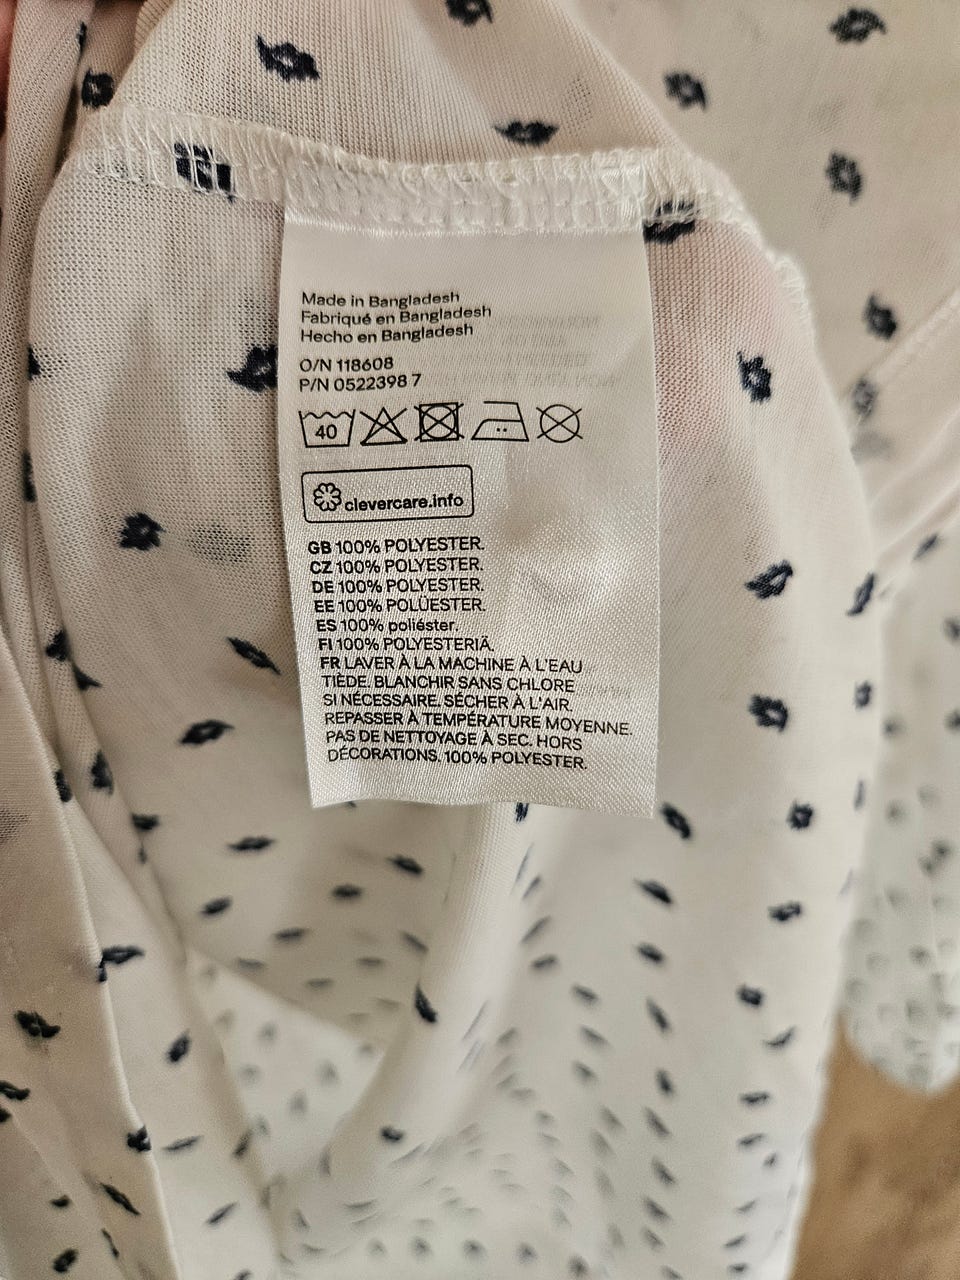 Made in Bangladesh
Fabriqué en Bangladesh
Hecho en Bangladesh
O/N 118608
P/N 0522398 7
40
clevercare.info
GB 100% POLYESTER.
CZ 100% POLYESTER.
DE 100% POLYESTER.
EE 100% POLÜESTER.
ES 100% poliéster.
FI 100% POLYESTERIÄ.
FR LAVER À LA MACHINE À L'EAU
TIÈDE. BLANCHIR SANS CHLORE
SI NÉCESSAIRE. SÉCHER À L'AIR.
REPASSER À TEMPÉRATURE MOYENNE.
PAS DE NETTOYAGE À SEC. HORS
DÉCORATIONS. 100% POLYESTER.